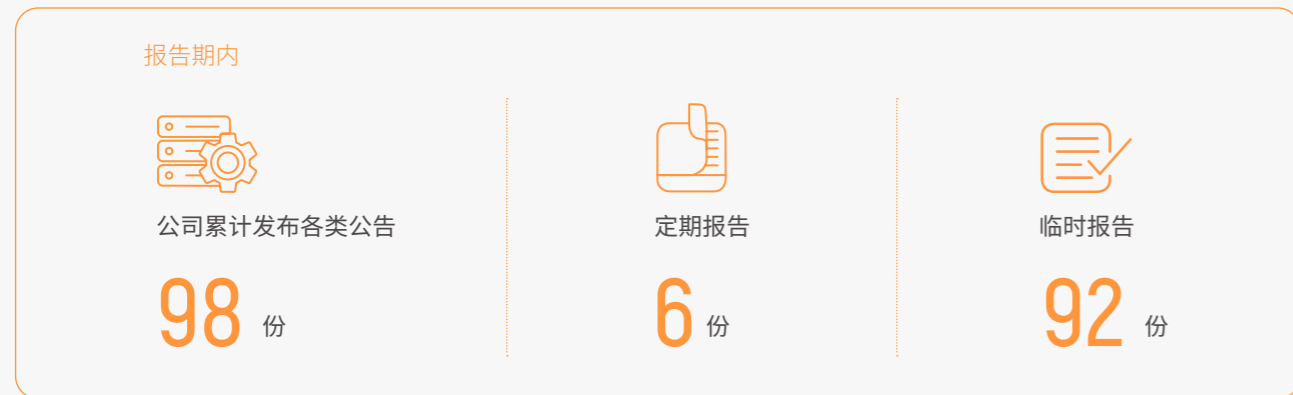 报告期内
公司累计发布各类公告
98 份
定期报告
6 份
临时报告
92 份